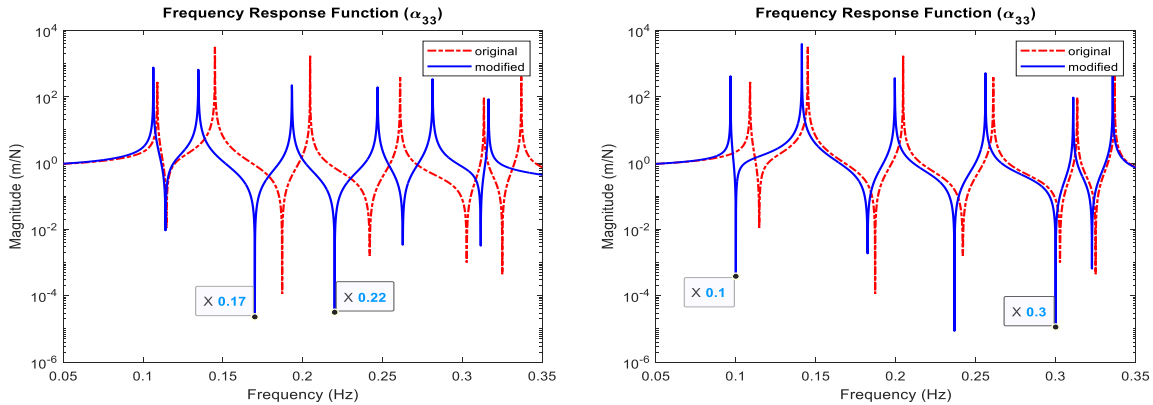 Frequency Response Function (α33)
10^4
10^2
10^0
10^-2
10^-4
10^-6
Magnitude (m/N)
original
modified
X 0.17
X 0.22
0.05
0.1
0.15
0.2
0.25
0.3
0.35
Frequency (Hz)
Frequency Response Function (α33)
10^4
10^2
10^0
10^-2
10^-4
10^-6
Magnitude (m/N)
original
modified
X 0.1
X 0.3
0.05
0.1
0.15
0.2
0.25
0.3
0.35
Frequency (Hz)